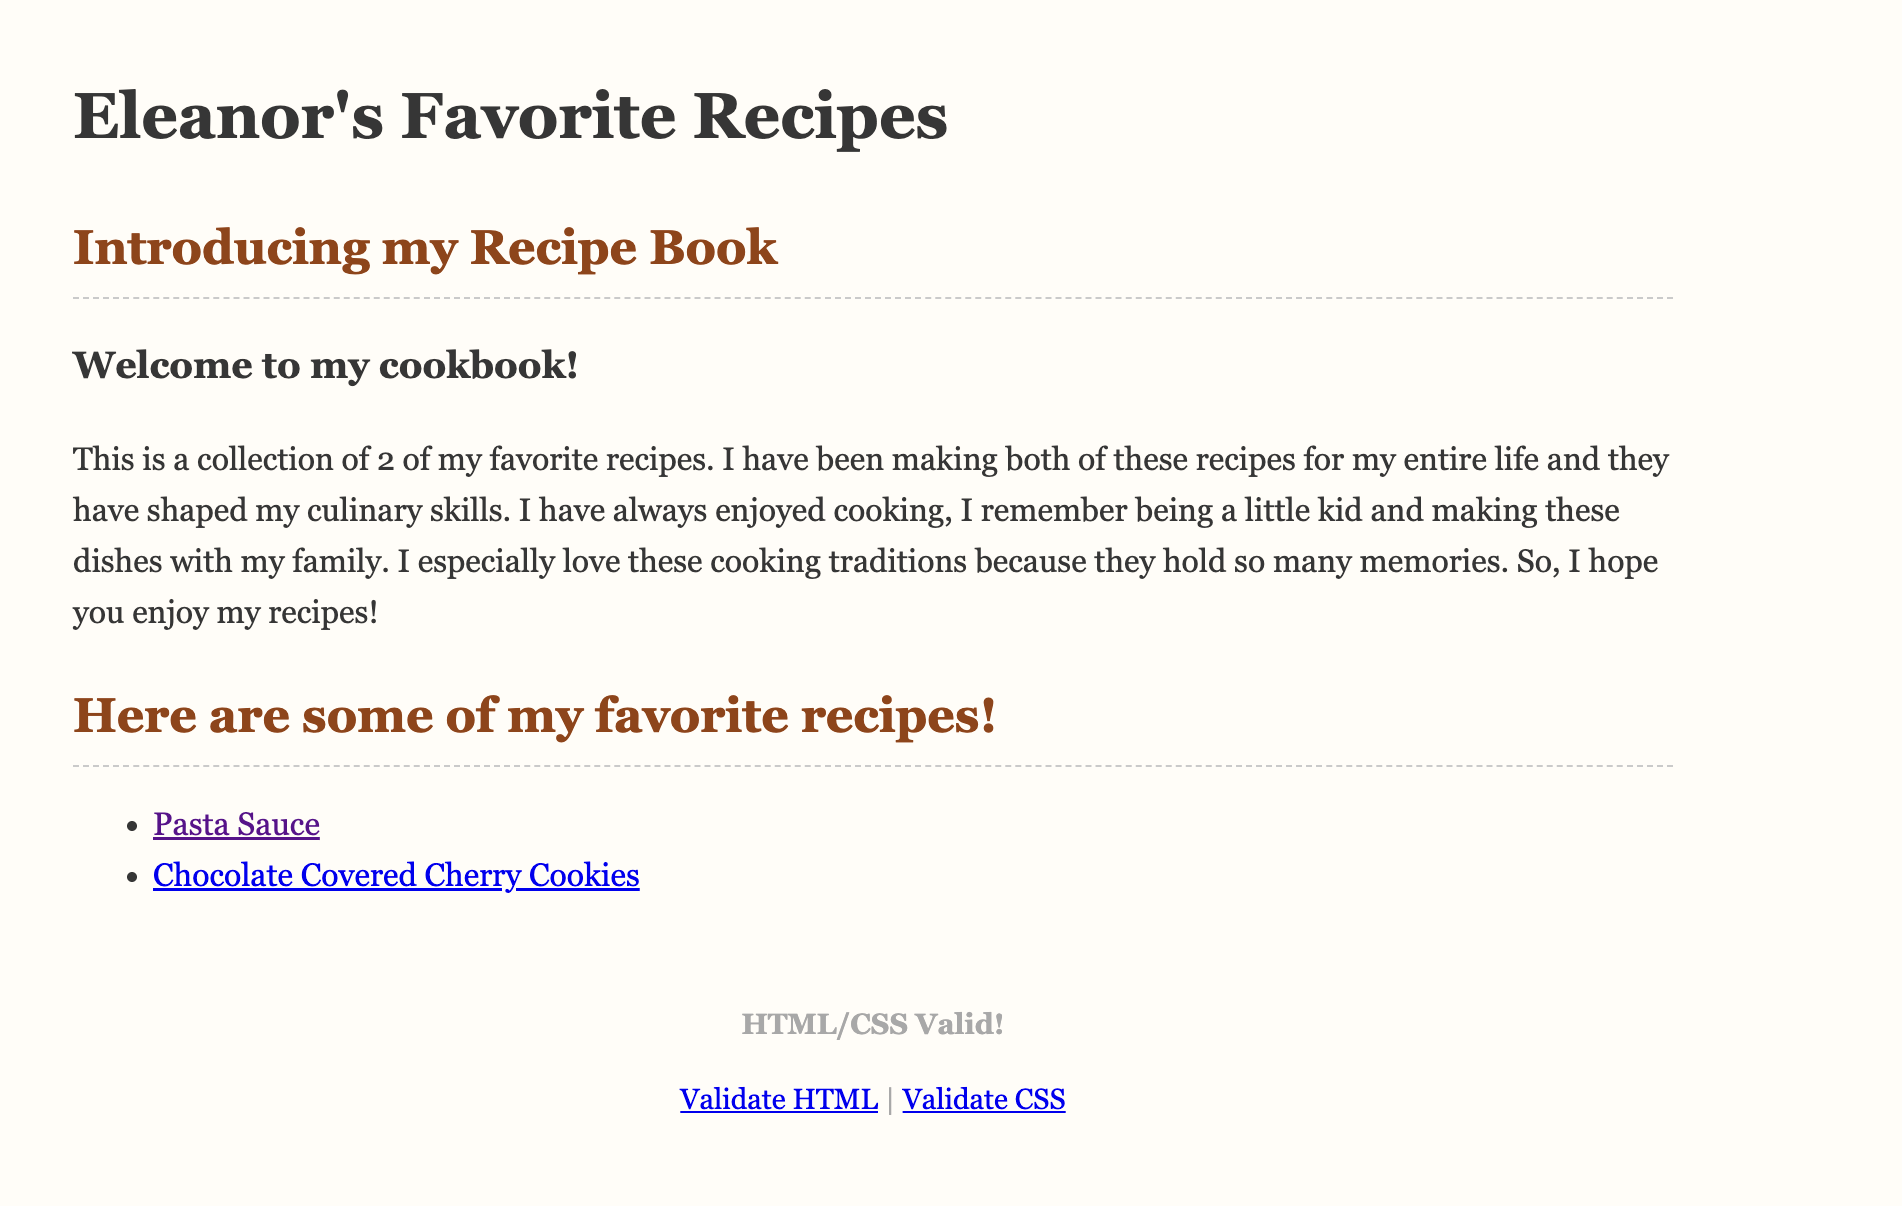 Eleanor's Favorite Recipes
Introducing my Recipe Book
Welcome to my cookbook!
This is a collection of 2 of my favorite recipes. I have been making both of these recipes for my entire life and they
have shaped my culinary skills. I have always enjoyed cooking, I remember being a little kid and making these
dishes with my family. I especially love these cooking traditions because they hold so many memories. So, I hope
you enjoy my recipes!
Here are some of my favorite recipes!
• Pasta Sauce
• Chocolate Covered Cherry Cookies
HTML/CSS Valid!
Validate HTML | Validate CSS